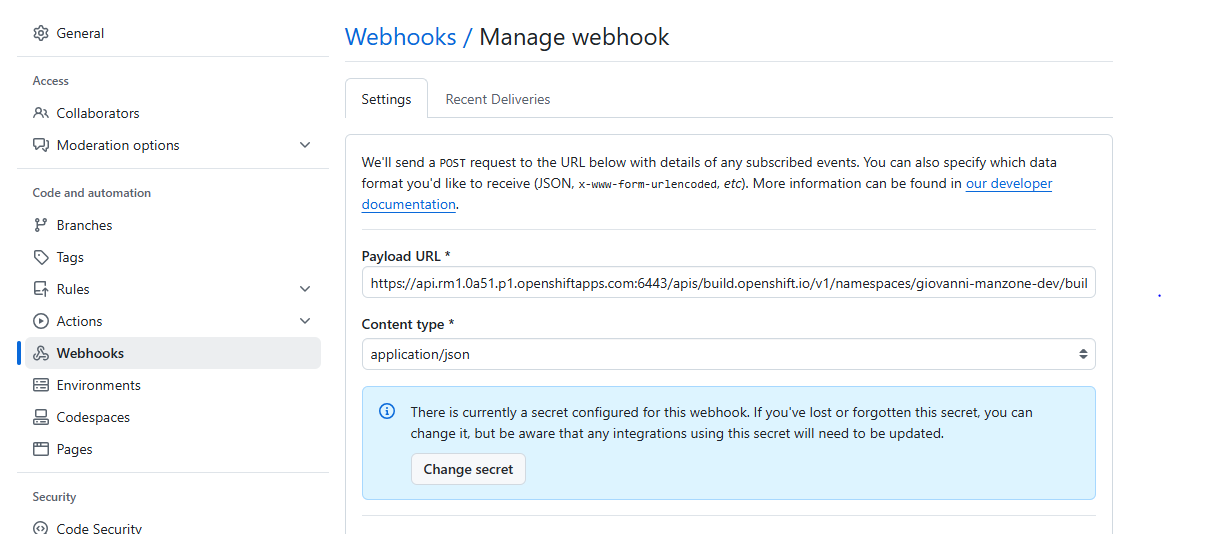 General
Access
Collaborators
Moderation options
Code and automation
Branches
Tags
Rules
Actions
Webhooks
Environments
Codespaces
Pages
Security
Code Security
Webhooks / Manage webhook
Settings
Recent Deliveries
We'll send a POST request to the URL below with details of any subscribed events. You can also specify which data
format you'd like to receive (JSON, x-www-form-urlencoded, etc). More information can be found in our developer
documentation.
Payload URL *
https://api.rm1.0a51.p1.openshiftapps.com:6443/apis/build.openshift.io/v1/namespaces/giovanni-manzone-dev/buil
Content type *
application/json
There is currently a secret configured for this webhook. If you've lost or forgotten this secret, you can
change it, but be aware that any integrations using this secret will need to be updated.
Change secret